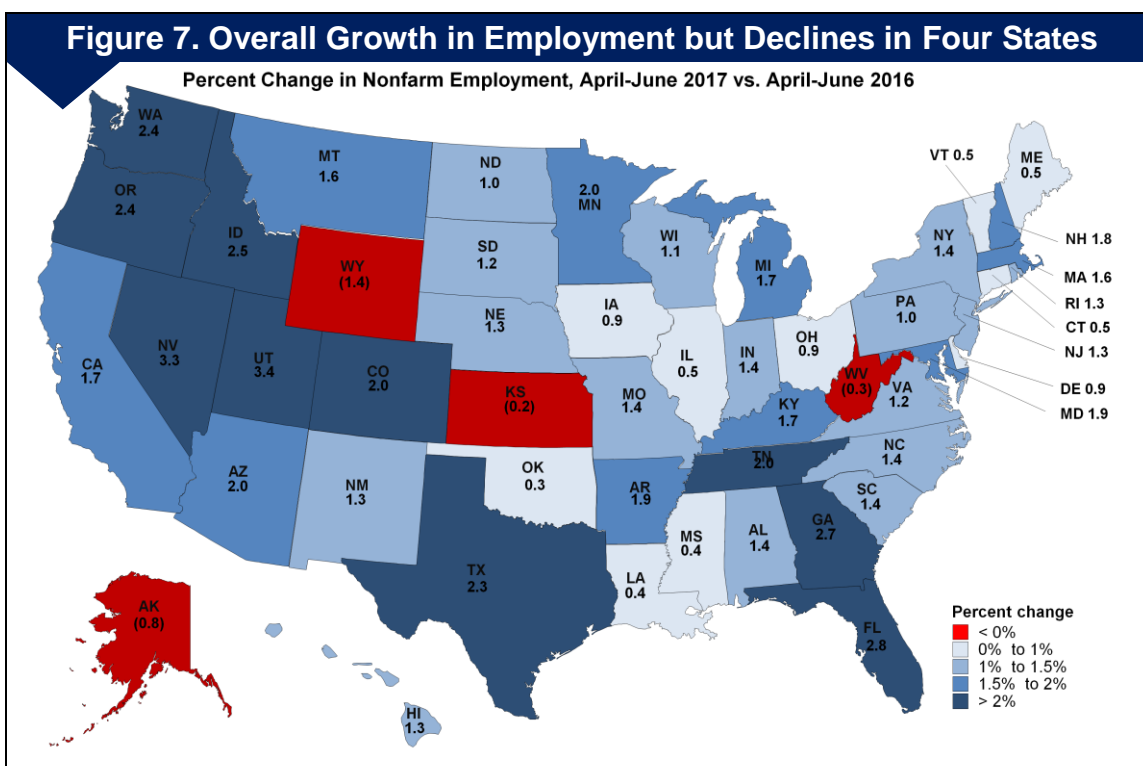 Figure 7. Overall Growth in Employment but Declines in Four States
Percent Change in Nonfarm Employment, April-June 2017 vs. April-June 2016
WA
2.4
OR
2.4
ID
2.5
MT
1.6
ND
1.0
2.0
MN
SD
1.2
WI
1.1
MI
1.7
VT 0.5
ME
0.5
NY
1.4
NH 1.8
MA 1.6
RI 1.3
CT 0.5
NJ 1.3
DE 0.9
MD 1.9
WY
(1.4)
NE
1.3
IA
0.9
IL
0.5
IN
1.4
OH
0.9
PA
1.0
CA
1.7
NV
3.3
UT
3.4
CO
2.0
KS
(0.2)
MO
1.4
KY
1.7
WV
(0.3)
VA
1.2
AZ
2.0
NM
1.3
OK
0.3
AR
1.9
TN
2.0
NC
1.4
SC
1.4
TX
2.3
LA
0.4
MS
0.4
AL
1.4
GA
2.7
FL
2.8
AK
(0.8)
HI
1.3
Percent change
< 0%
0% to 1%
1% to 1.5%
1.5% to 2%
> 2%